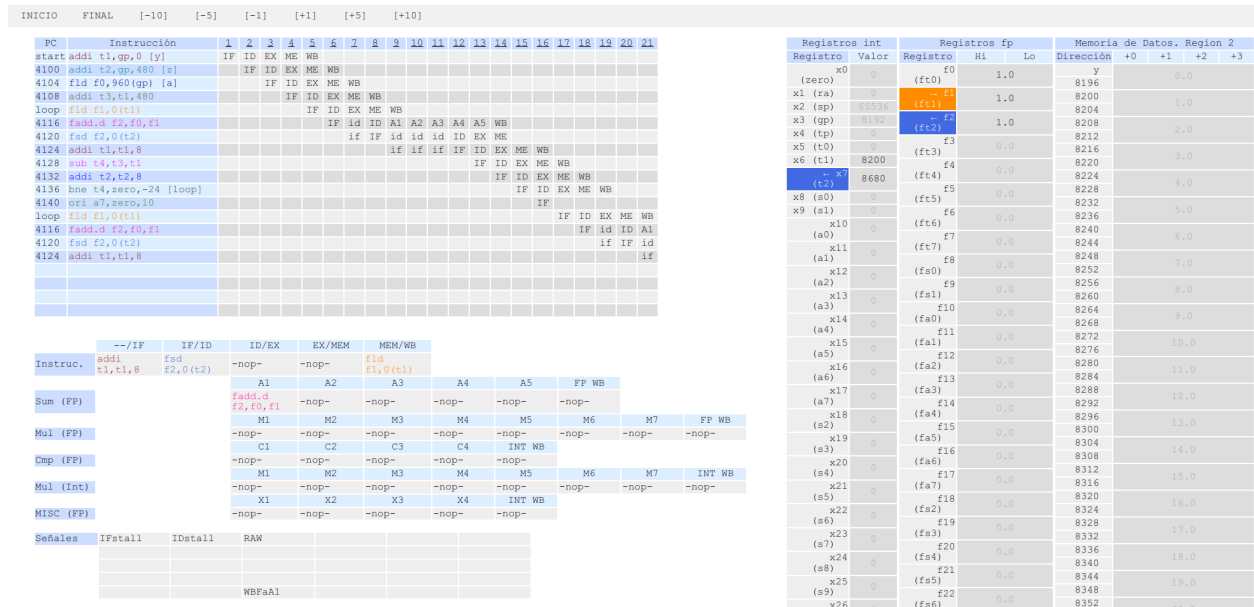 INICIO FINAL [-10] [-5] [-1] [+1] [+5] [+10]
PC Instrucción 1 2 3 4 5 6 7 8 9 10 11 12 13 14 15 16 17 18 19 20 21
start addi t1,gp,0 [y] IF ID EX ME WB
4100 addi t2,gp,480 [z] IF ID EX ME WB
4104 fld f0,960(gp) [a] IF ID EX ME WB
4108 addi t3,t1,480 IF ID EX ME WB
loop fld f1,0(t1) IF ID EX ME WB
4116 fadd.d f2,f0,f1 IF id ID A1 A2 A3 A4 A5 WB
4120 fsd f2,0(t2) if IF id id id ID EX ME
4124 addi t1,t1,8 if if if IF ID EX ME WB
4128 sub t4,t3,t1 IF ID EX ME WB
4132 addi t2,t2,8 IF ID EX ME WB
4136 bne t4,zero,-24 [loop] IF ID EX ME WB
4140 ori a7,zero,10 IF
loop fld f1,0(t1) IF ID EX ME WB
4116 fadd.d f2,f0,f1 IF id ID A1
4120 fsd f2,0(t2) if IF id
4124 addi t1,t1,8 if
--/IF IF/ID ID/EX EX/MEM MEM/WB
Instruc. addi t1,t1,8 fsd f2,0(t2) -nop- -nop- fld f1,0(t1)
A1 A2 A3 A4 A5 FP WB
Sum (FP) fadd.d f2,f0,f1 -nop- -nop- -nop- -nop- -nop-
M1 M2 M3 M4 M5 M6 M7 FP WB
Mul (FP) -nop- -nop- -nop- -nop- -nop- -nop- -nop- -nop-
C1 C2 C3 C4 INT WB
Cmp (FP) -nop- -nop- -nop- -nop- -nop-
M1 M2 M3 M4 M5 M6 M7 INT WB
Mul (Int) -nop- -nop- -nop- -nop- -nop- -nop- -nop- -nop-
X1 X2 X3 X4 INT WB
MISC (FP) -nop- -nop- -nop- -nop- -nop-
Señales IFstall IDstall RAW
WBFaA1
Registros int
Registro Valor
x0 (zero) 0
x1 (ra) 0
x2 (sp) 65536
x3 (gp) 8192
x4 (tp) 0
x5 (t0) 0
x6 (t1) 8200
← x7 (t2) 8680
x8 (s0) 0
x9 (s1) 0
x10 (a0) 0
x11 (a1) 0
x12 (a2) 0
x13 (a3) 0
x14 (a4) 0
x15 (a5) 0
x16 (a6) 0
x17 (a7) 0
x18 (s2) 0
x19 (s3) 0
x20 (s4) 0
x21 (s5) 0
x22 (s6) 0
x23 (s7) 0
x24 (s8) 0
x25 (s9) 0
x26
Registros fp
Registro Hi Lo
f0 (ft0) 1.0
→ f1 (ft1) 1.0
← f2 (ft2) 1.0
f3 (ft3) 0.0
f4 (ft4) 0.0
f5 (ft5) 0.0
f6 (ft6) 0.0
f7 (ft7) 0.0
f8 (fs0) 0.0
f9 (fs1) 0.0
f10 (fa0) 0.0
f11 (fa1) 0.0
f12 (fa2) 0.0
f13 (fa3) 0.0
f14 (fa4) 0.0
f15 (fa5) 0.0
f16 (fa6) 0.0
f17 (fa7) 0.0
f18 (fs2) 0.0
f19 (fs3) 0.0
f20 (fs4) 0.0
f21 (fs5) 0.0
f22 (fs6) 0.0
Memoria de Datos. Region 2
Dirección +0 +1 +2 +3
y
8196 0.0
8200
8204 1.0
8208
8212 2.0
8216
8220 3.0
8224
8228 4.0
8232
8236 5.0
8240
8244 6.0
8248
8252 7.0
8256
8260 8.0
8264
8268 9.0
8272
8276 10.0
8280
8284 11.0
8288
8292 12.0
8296
8300 13.0
8304
8308 14.0
8312
8316 15.0
8320
8324 16.0
8328
8332 17.0
8336
8340 18.0
8344
8348 19.0
8352